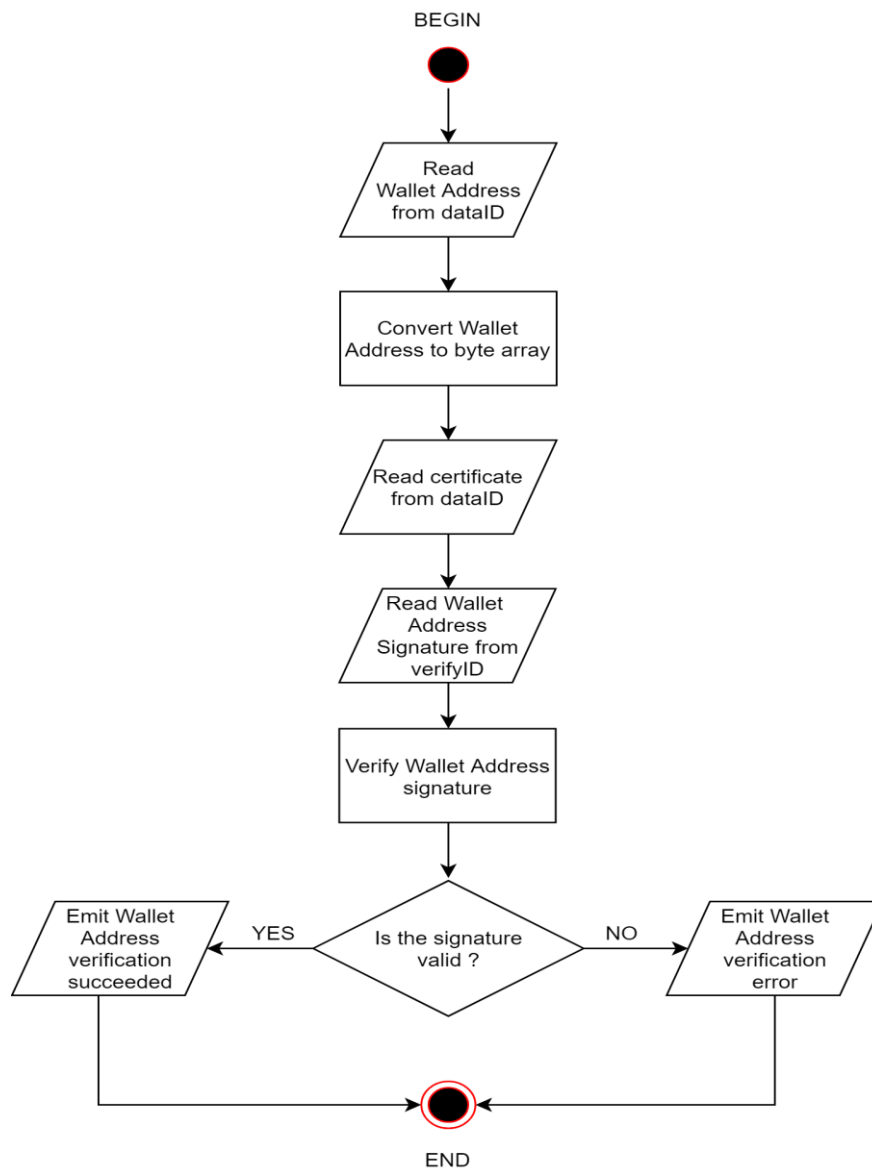 BEGIN
Read
Wallet Address
from dataID
Convert Wallet
Address to byte array
Read certificate
from dataID
Read Wallet
Address
Signature from
verifyID
Verify Wallet Address
signature
Is the signature
valid ?
YES
NO
Emit Wallet
Address
verification
succeeded
Emit Wallet
Address
verification
error
END